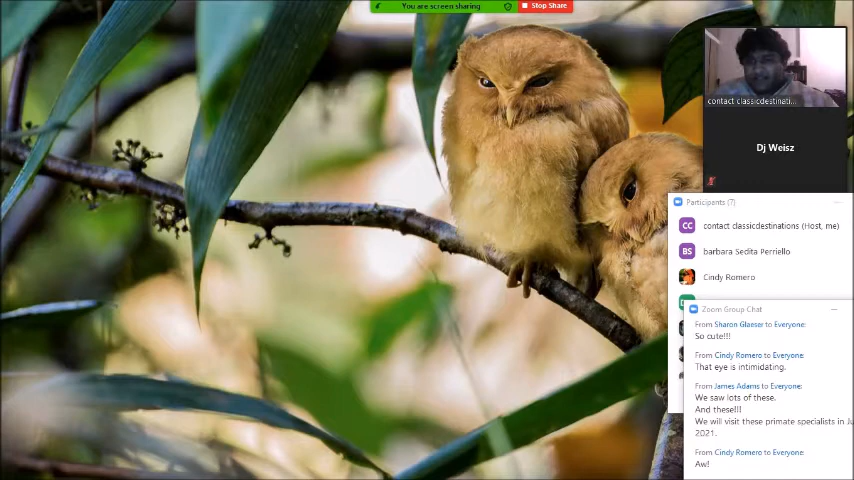 You are screen sharing
Stop Share
contact classicdestinati...
Dj Weisz
Participants (7)
CC
contact classicdestinations (Host, me)
BS
barbara Sedita Perriello
Cindy Romero
Zoom Group Chat
From Sharon Glaeser to Everyone:
So cute!!!
From Cindy Romero to Everyone:
That eye is intimidating.
From James Adams to Everyone:
We saw lots of these.
And these!!!
We will visit these primate specialists in
2021.
From Cindy Romero to Everyone:
Aw!